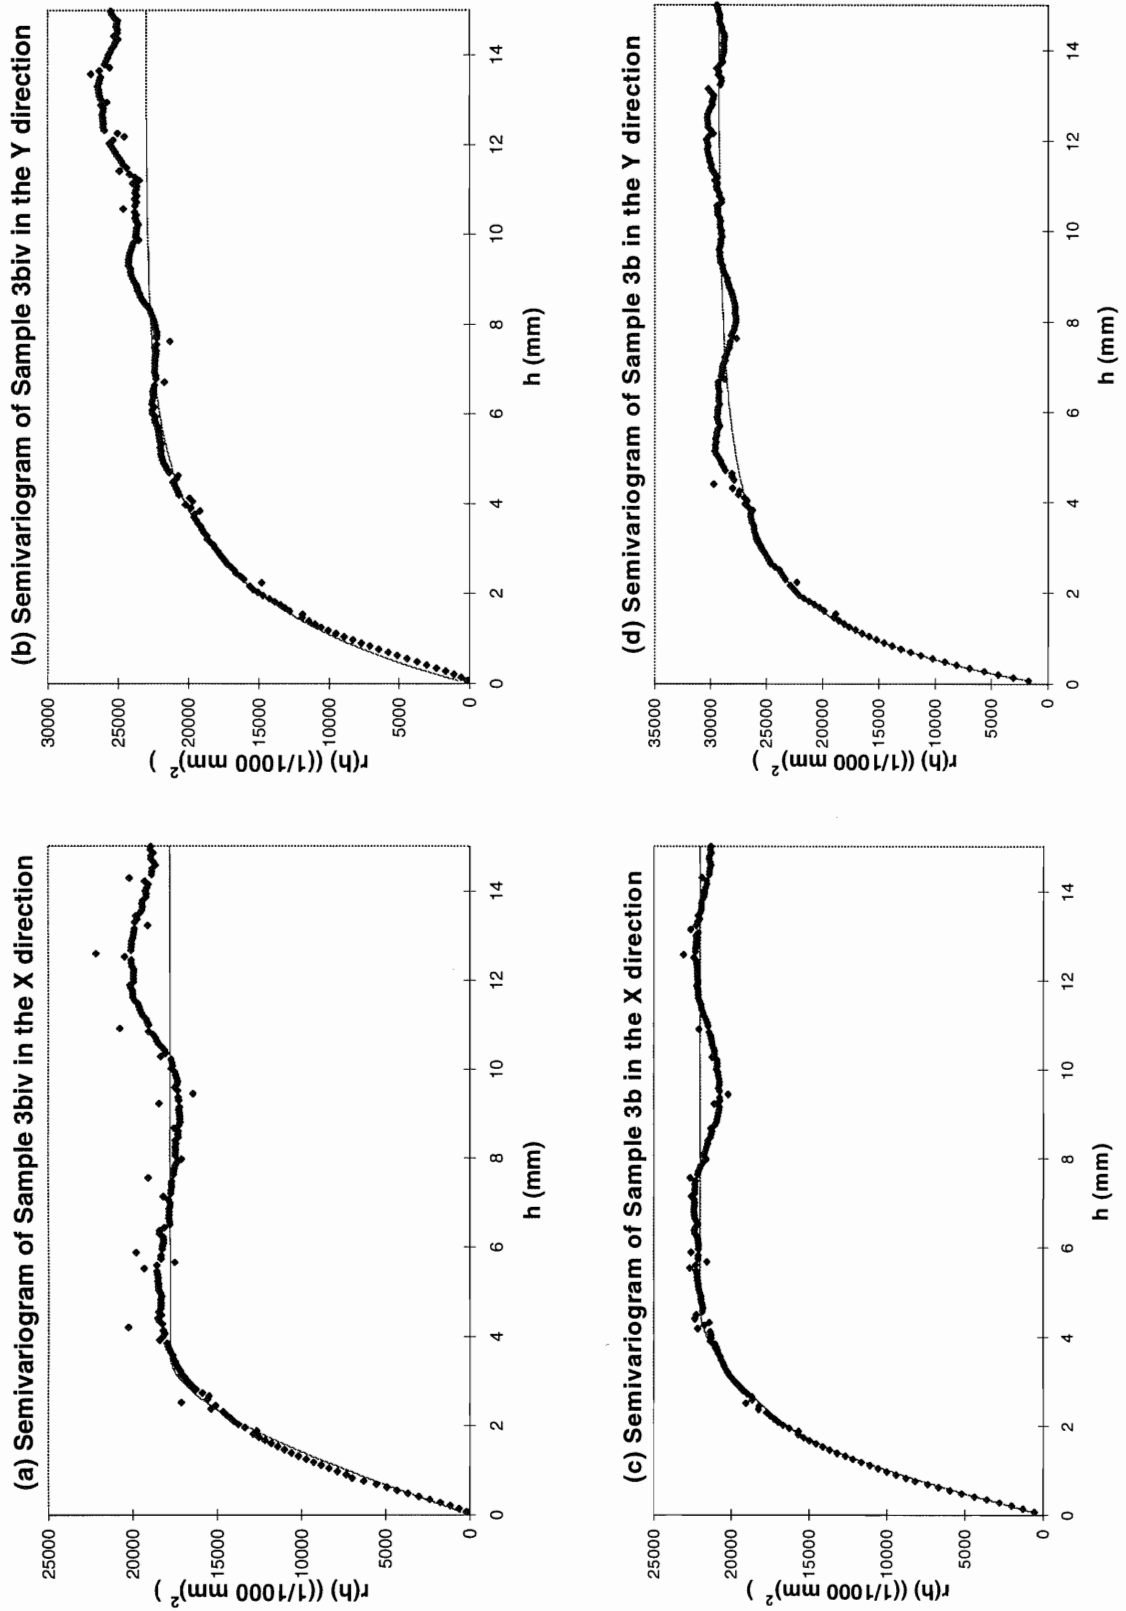 (a) Semivariogram of Sample 3biv in the X direction
25000
20000
15000
10000
5000
0
r(h) ((1/1000 mm)² )
0 2 4 6 8 10 12 14
h (mm)
(b) Semivariogram of Sample 3biv in the Y direction
30000
25000
20000
15000
10000
5000
0
r(h) ((1/1000 mm)² )
0 2 4 6 8 10 12 14
h (mm)
(c) Semivariogram of Sample 3b in the X direction
25000
20000
15000
10000
5000
0
r(h) ((1/1000 mm)² )
0 2 4 6 8 10 12 14
h (mm)
(d) Semivariogram of Sample 3b in the Y direction
35000
30000
25000
20000
15000
10000
5000
0
r(h) ((1/1000 mm)² )
0 2 4 6 8 10 12 14
h (mm)